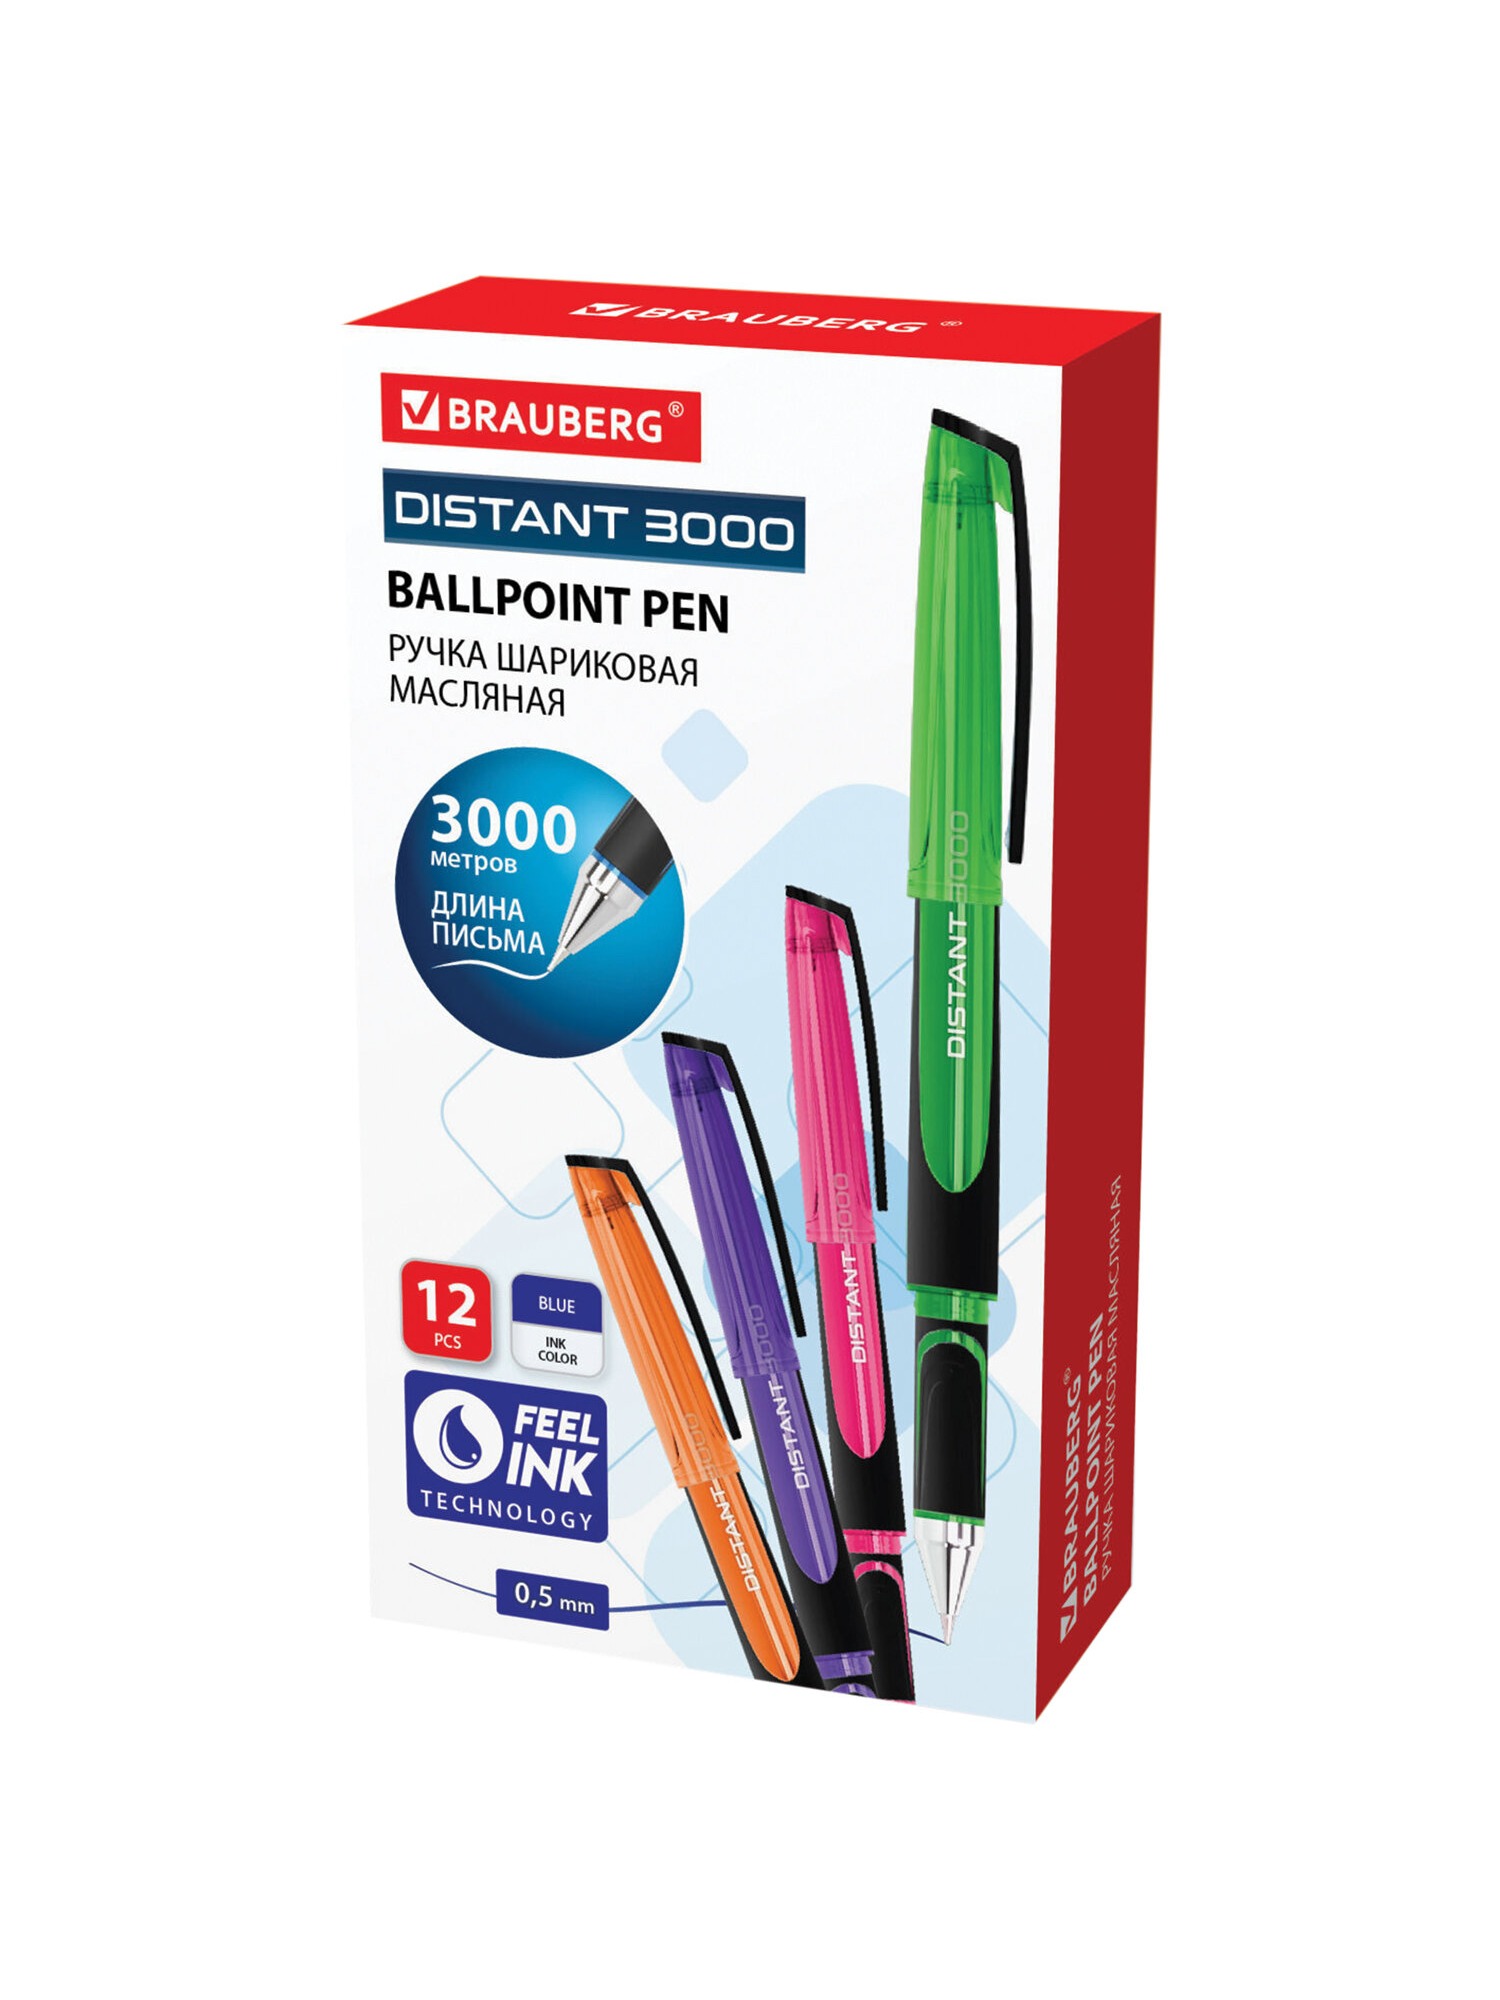 BRAUBERG ®
BRAUBERG®
DISTANT 3000
BALLPOINT PEN
РУЧКА ШАРИКОВАЯ
МАСЛЯНАЯ
3000
метров
ДЛИНА
ПИСЬМА
DISTANT 3000
DISTANT 3000
DISTANT 3000
DISTANT 3000
12
PCS
BLUE
INK
COLOR
FEEL
INK
TECHNOLOGY
0,5 mm
BRAUBERG®
BALLPOINT PEN
РУЧКА ШАРИКОВАЯ МАСЛЯНАЯ